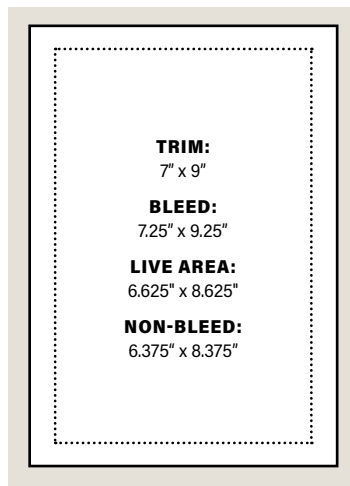 TRIM:
7″ x 9″
BLEED:
7.25″ x 9.25″
LIVE AREA:
6.625" x 8.625"
NON-BLEED:
6.375″ x 8.375″